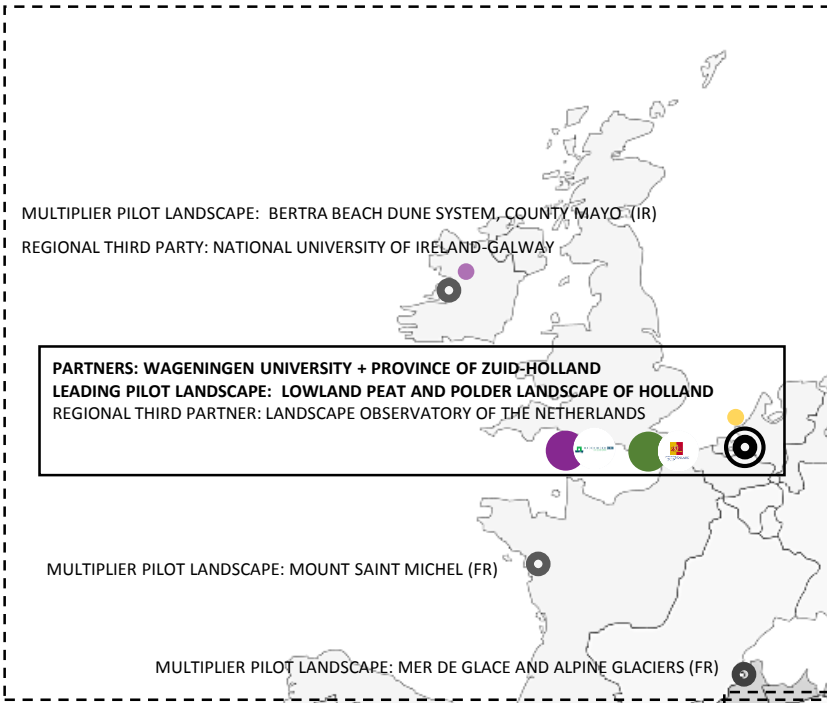 MULTIPLIER PILOT LANDSCAPE: BERTRA BEACH DUNE SYSTEM, COUNTY MAYO (IR)
REGIONAL THIRD PARTY: NATIONAL UNIVERSITY OF IRELAND-GALWAY
PARTNERS: WAGENINGEN UNIVERSITY + PROVINCE OF ZUID-HOLLAND
LEADING PILOT LANDSCAPE: LOWLAND PEAT AND POLDER LANDSCAPE OF HOLLAND
REGIONAL THIRD PARTNER: LANDSCAPE OBSERVATORY OF THE NETHERLANDS
MULTIPLIER PILOT LANDSCAPE: MOUNT SAINT MICHEL (FR)
MULTIPLIER PILOT LANDSCAPE: MER DE GLACE AND ALPINE GLACIERS (FR)